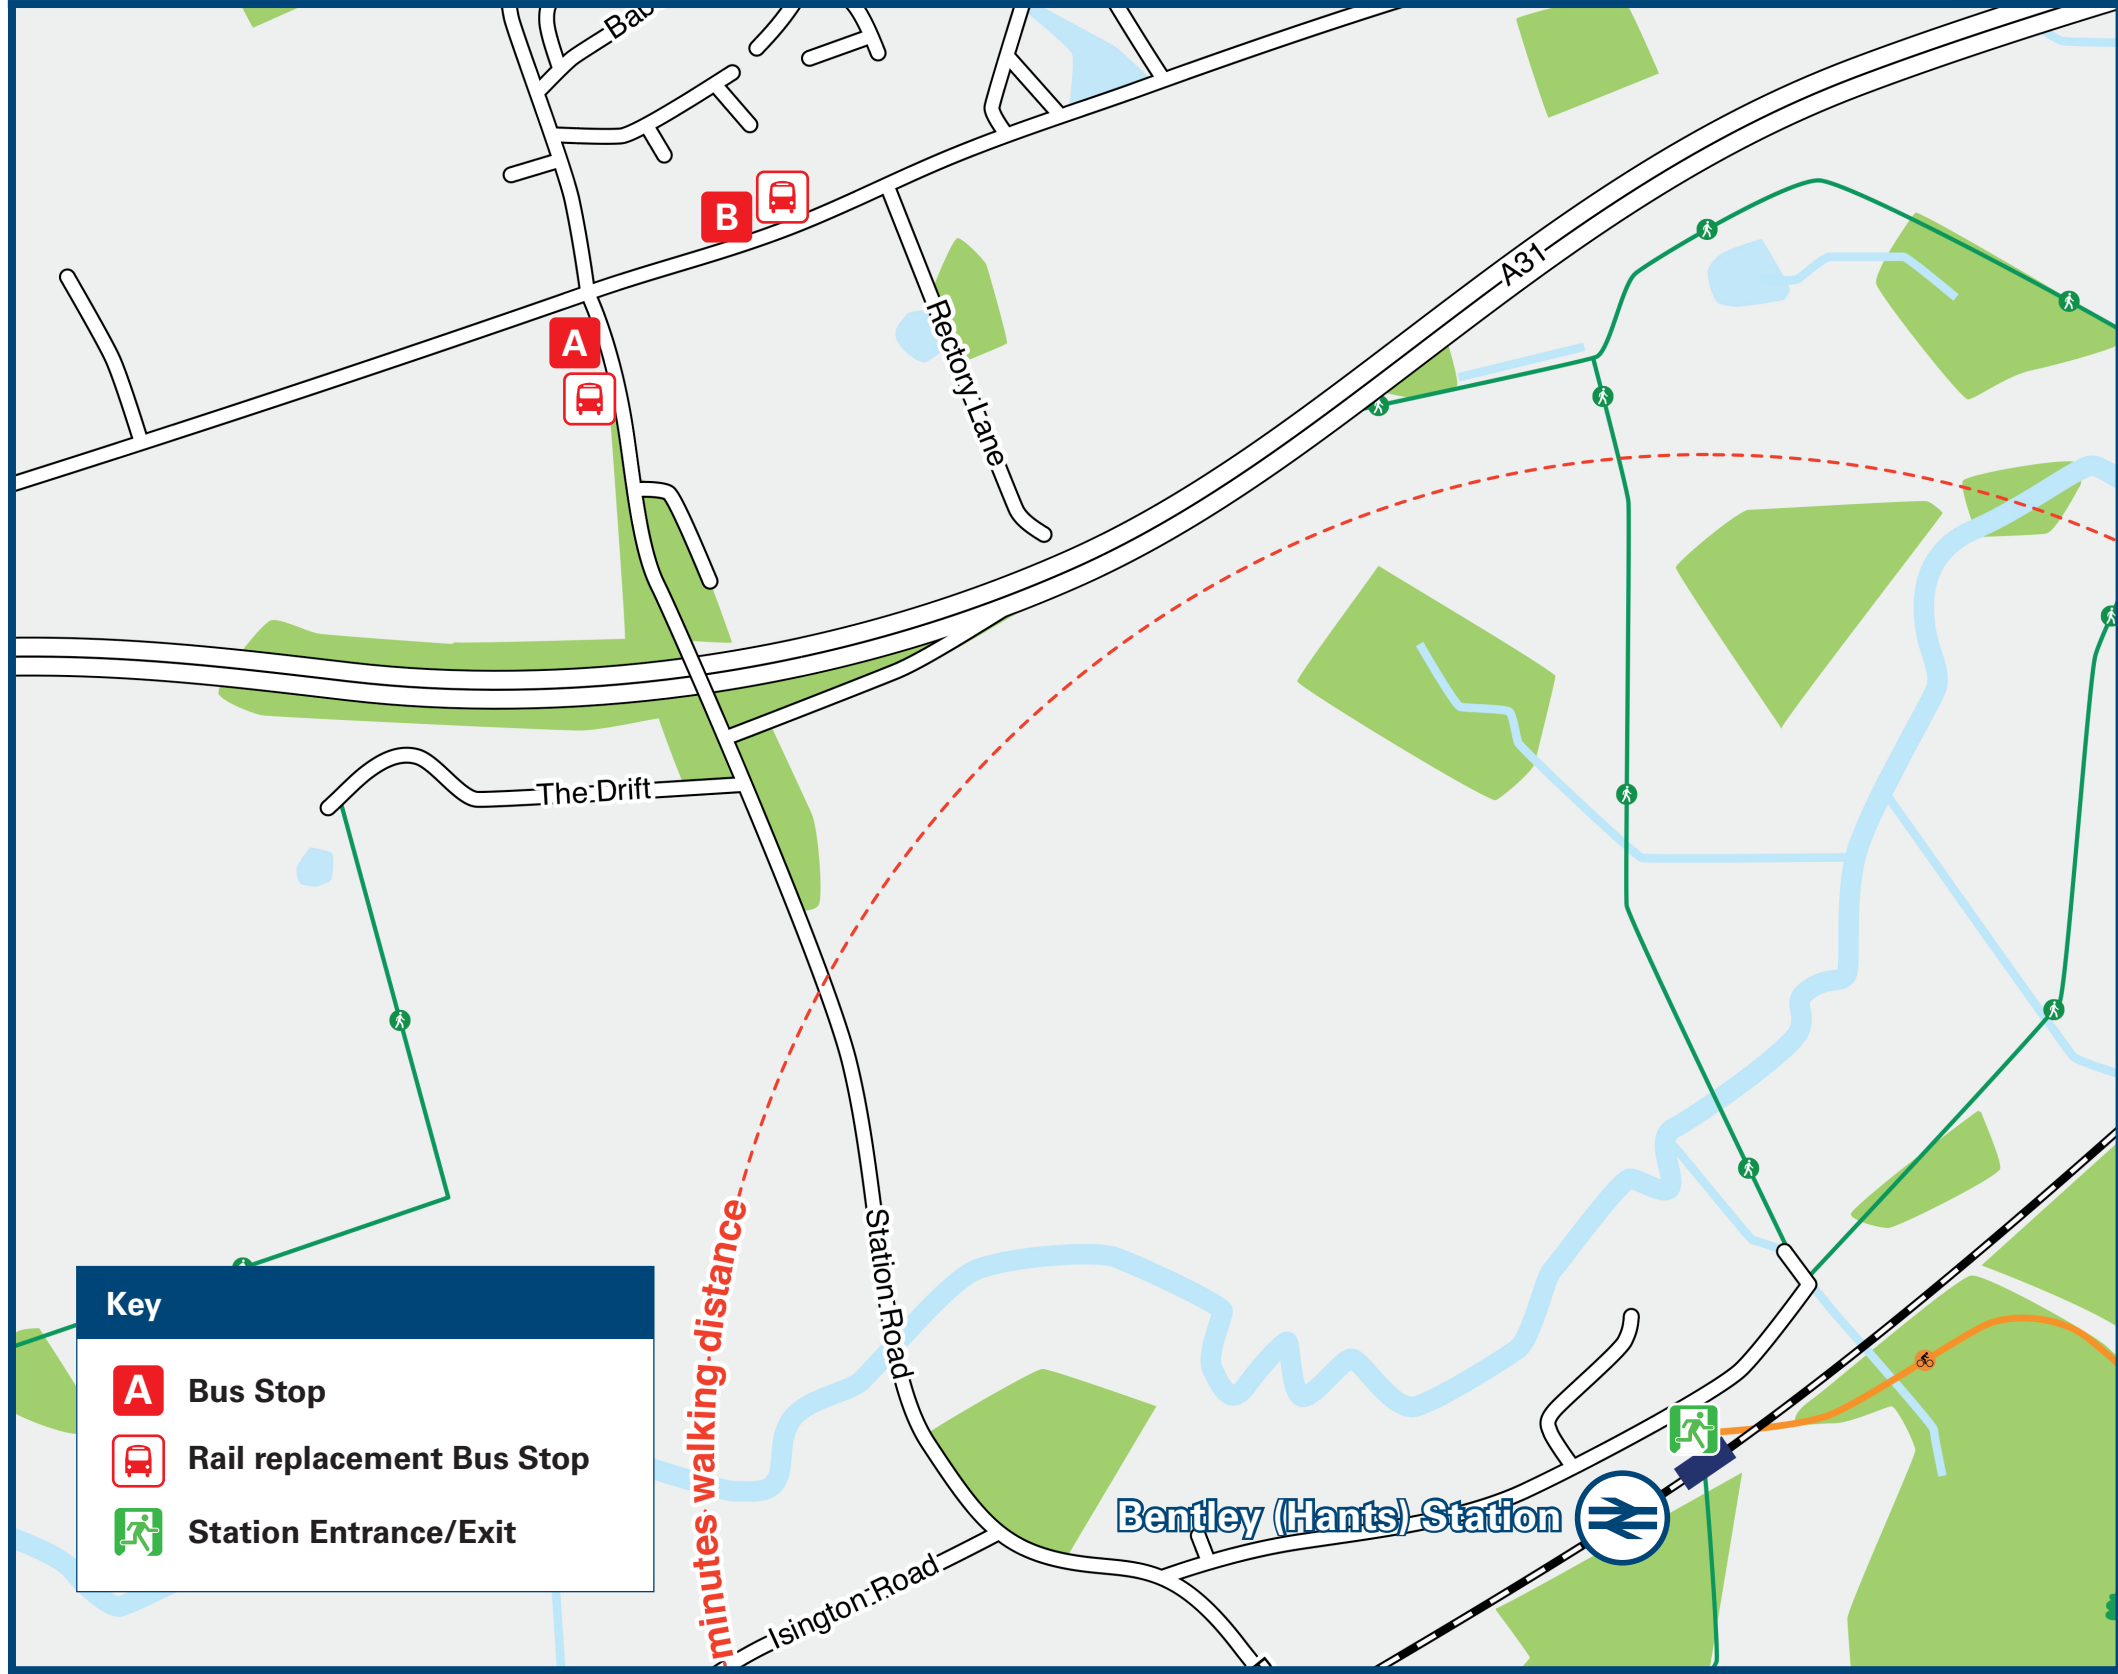 Bab
B
A
A31
Rectory Lane
The Drift
Station Road
minutes walking distance
Isington Road
Bentley (Hants) Station
Key
A Bus Stop
Rail replacement Bus Stop
Station Entrance/Exit